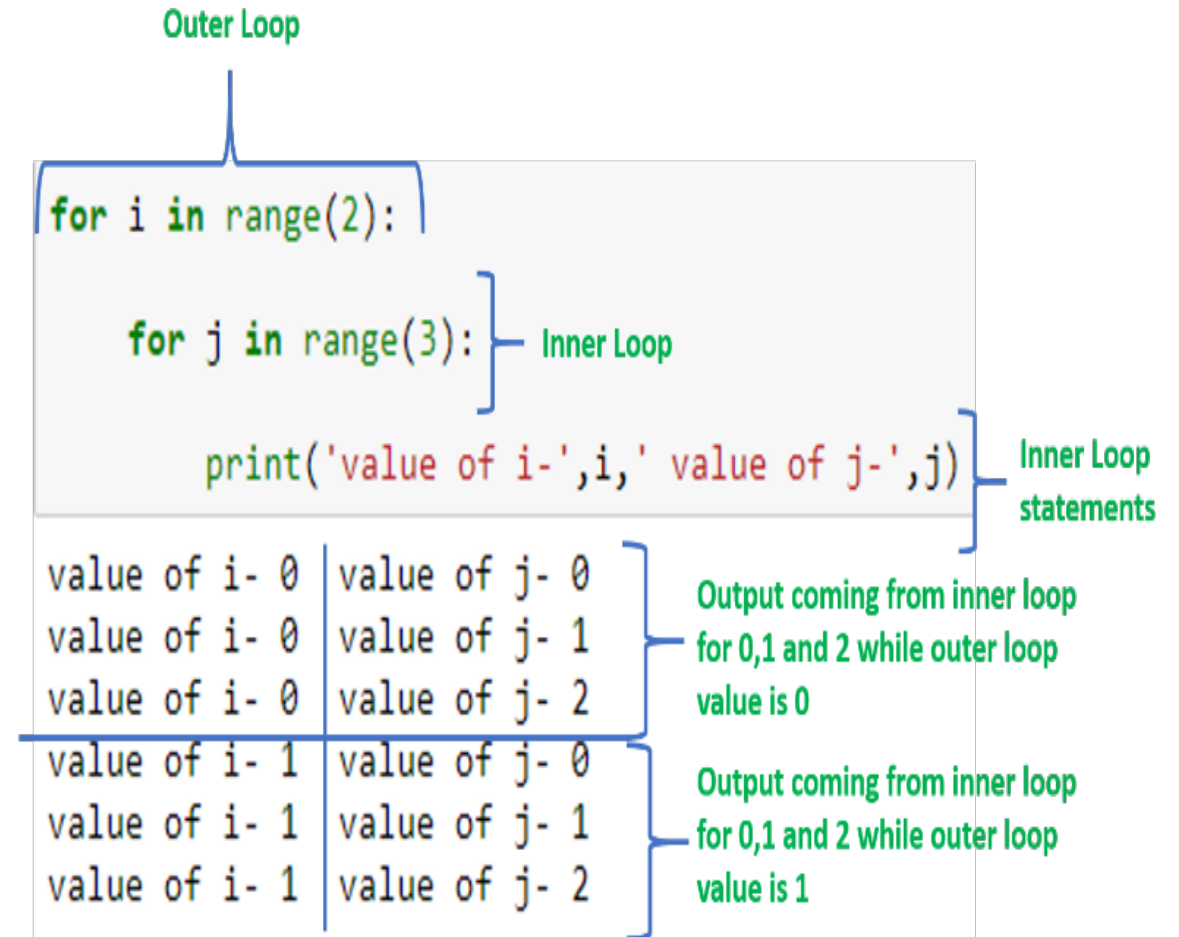 Outer Loop
for i in range(2):
for j in range(3):
Inner Loop
print('value of i-',i,' value of j-',j)
Inner Loop
statements
value of i- 0 value of j- 0
value of i- 0 value of j- 1
value of i- 0 value of j- 2
Output coming from inner loop
for 0,1 and 2 while outer loop
value is 0
value of i- 1 value of j- 0
value of i- 1 value of j- 1
value of i- 1 value of j- 2
Output coming from inner loop
for 0,1 and 2 while outer loop
value is 1